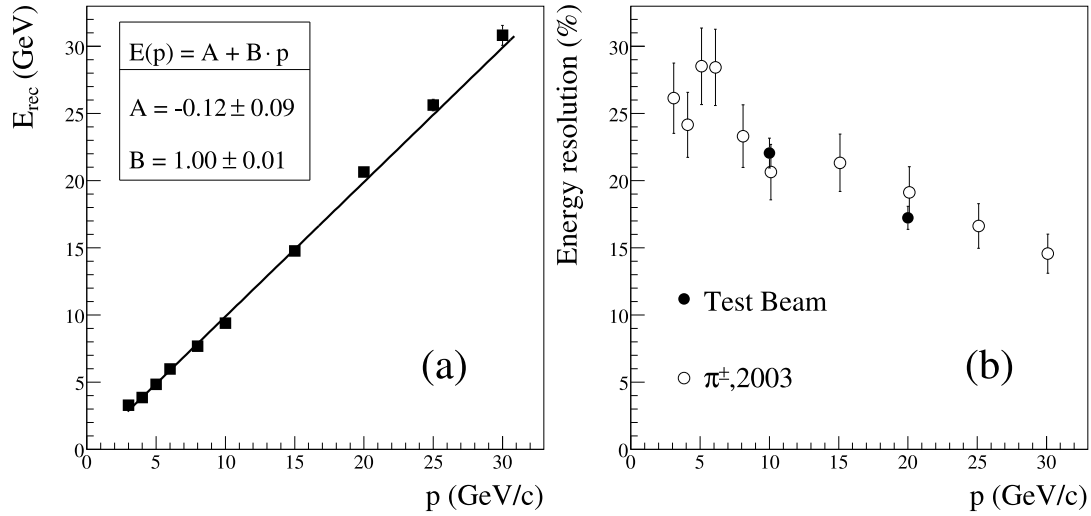 E(p) = A + B · p
A = -0.12 ± 0.09
B = 1.00 ± 0.01
E_rec (GeV)
30
25
20
15
10
5
0
0 5 10 15 20 25 30
p (GeV/c)
(a)
Energy resolution (%)
30
25
20
15
10
5
0
0 5 10 15 20 25 30
p (GeV/c)
Test Beam
π±,2003
(b)